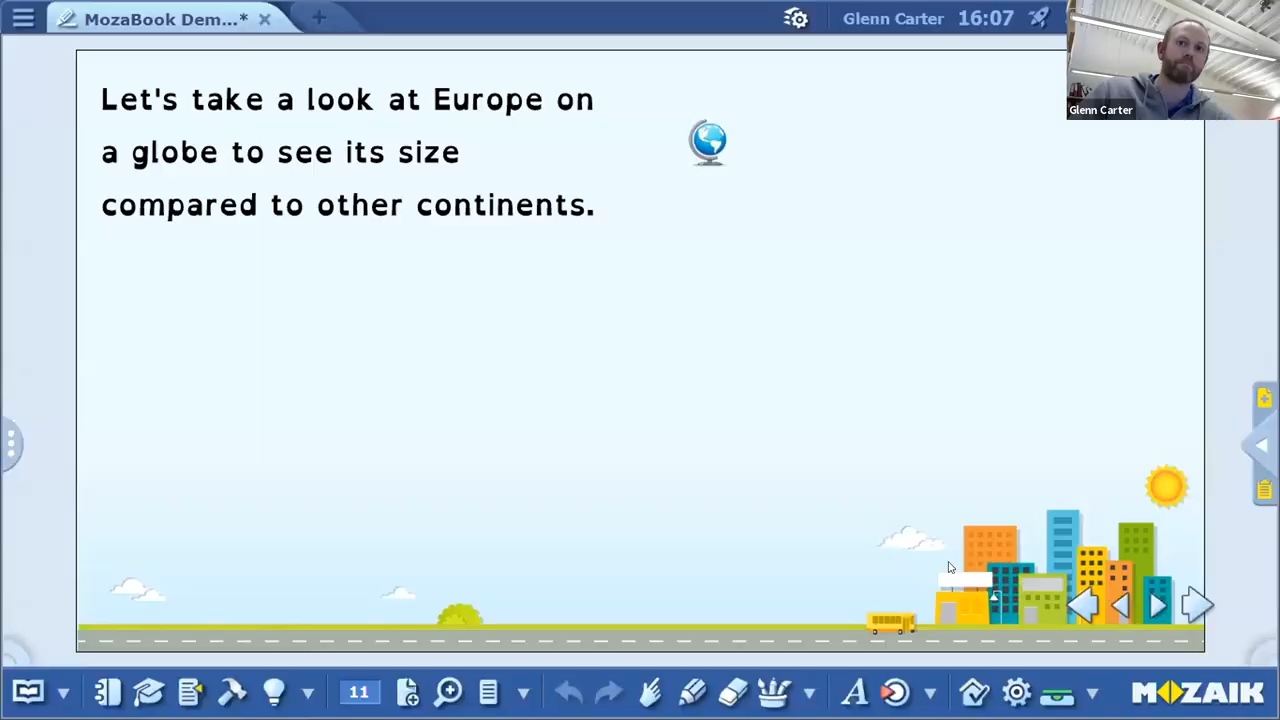 MozaBook Dem...*
Glenn Carter 16:07
Glenn Carter
Let's take a look at Europe on
a globe to see its size
compared to other continents.
11
A
MOZAIK